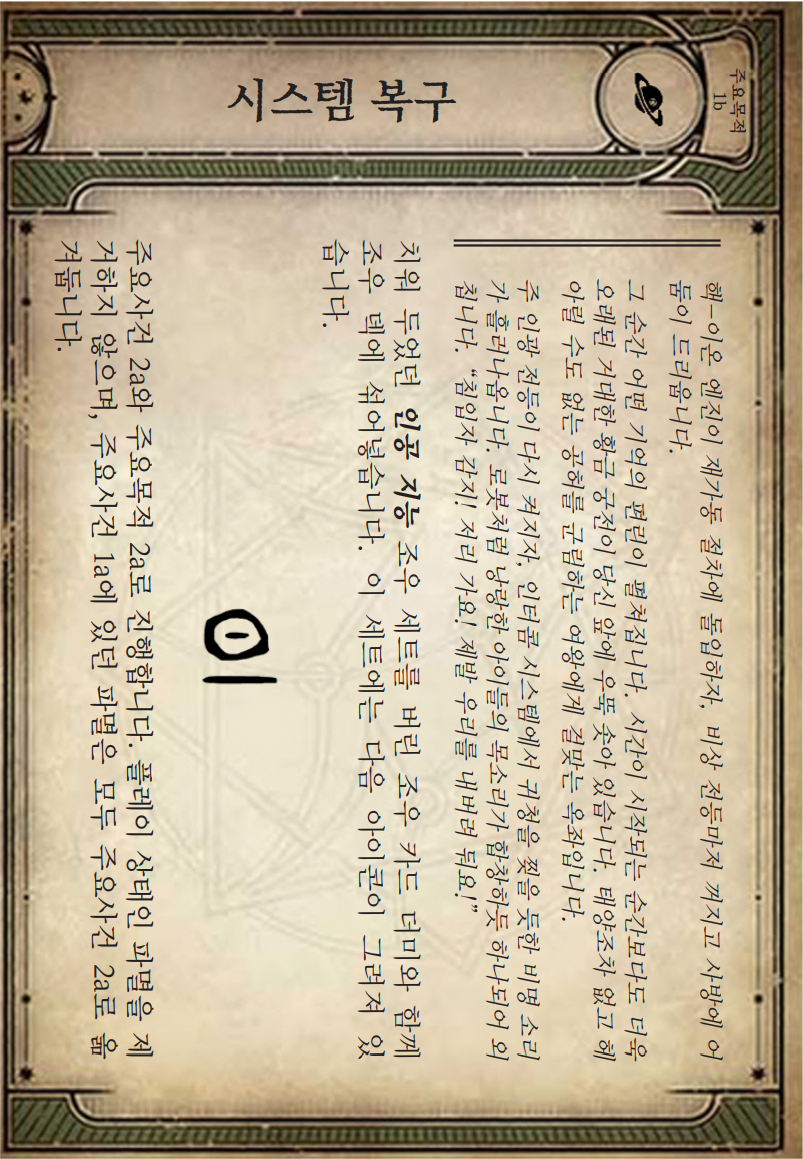 주요목적
1b
시스템 복구
핵-이온 엔진이 재가동 절차에 돌입하자, 비상 전등마저 꺼지고 사방에 어
둠이 드리웁니다.
그 순간 어떤 기억의 편린이 펼쳐집니다. 시간이 시작되는 순간보다도 더욱
오래된 거대한 황금 궁전이 당신 앞에 우뚝 솟아 있습니다. 태양조차 없고 헤
아릴 수도 없는 공허를 군림하는 여왕에게 걸맞는 옥좌입니다.
주 인광 전등이 다시 켜지자, 인터콤 시스템에서 귀청을 찢을 듯한 비명 소리
가 흘러나옵니다. 로봇처럼 낭랑한 아이들의 목소리가 합창하듯 하나되어 외
칩니다. “침입자 감지! 저리 가요! 제발 우리를 내버려 둬요!”
치워 두었던 인공 지능 조우 세트를 버린 조우 카드 더미와 함께
조우 덱에 섞어넣습니다. 이 세트에는 다음 아이콘이 그려져 있
습니다.
주요사건 2a와 주요목적 2a로 진행합니다. 플레이 상태인 파멸을 제
거하지 않으며, 주요사건 1a에 있던 파멸은 모두 주요사건 2a로 옮
겨둡니다.